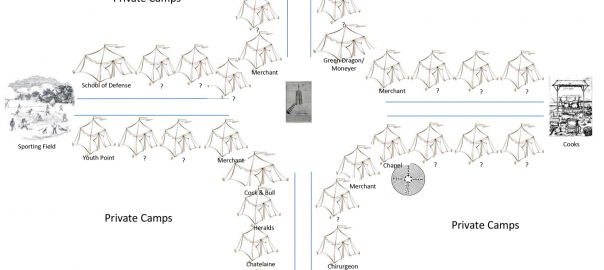 Private Camps
?
Green Dragon/
Moneyer
Merchant
School of Defense
?
?
?
Merchant
?
?
?
Sporting Field
Cooks
Youth Point
?
?
Merchant
Chapel
?
?
?
Cock & Bull
Merchant
Private Camps
Heralds
?
Private Camps
Chatelaine
Chirurgeon